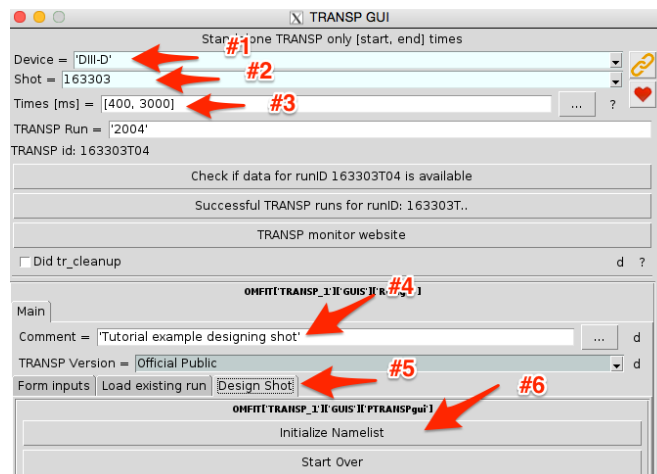 TRANSP GUI
Standalone TRANSP only [start, end] times
#1
Device = 'DIII-D'
#2
Shot = 163303
Times [ms] = [400, 3000]
#3
... ?
TRANSP Run = '2004'
TRANSP id: 163303T04
Check if data for runID 163303T04 is available
Successful TRANSP runs for runID: 163303T..
TRANSP monitor website
Did tr_cleanup d ?
#4
Main
Comment = 'Tutorial example designing shot' ... d
TRANSP Version = Official Public d
#5
Form inputs Load existing run Design Shot
#6
OMFIT['TRANSP_1']['GUIS']['PTRANSPgui']
Initialize Namelist
Start Over